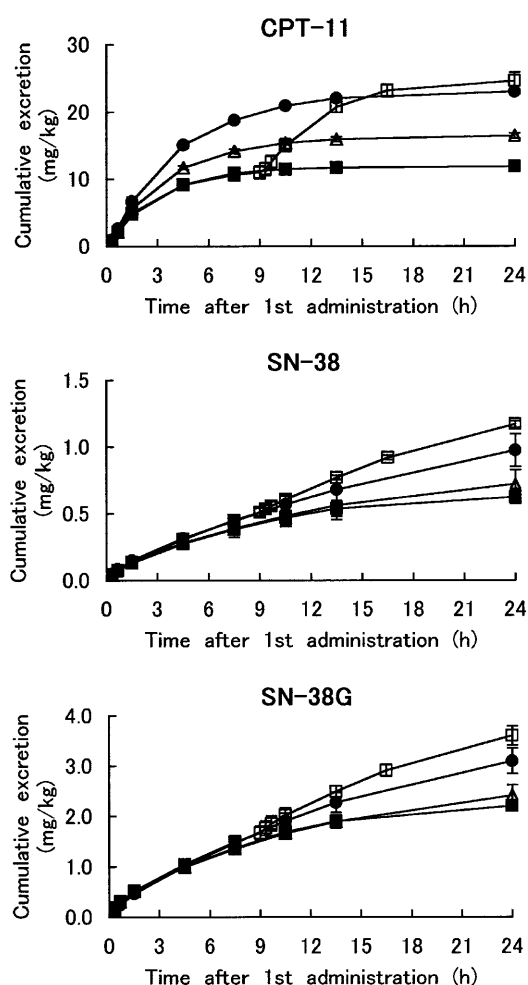 CPT-11
30
20
10
0
Cumulative excretion
(mg/kg)
0 3 6 9 12 15 18 21 24
Time after 1st administration (h)
SN-38
1.5
1.0
0.5
0.0
Cumulative excretion
(mg/kg)
0 3 6 9 12 15 18 21 24
Time after 1st administration (h)
SN-38G
4.0
3.0
2.0
1.0
0.0
Cumulative excretion
(mg/kg)
0 3 6 9 12 15 18 21 24
Time after 1st administration (h)